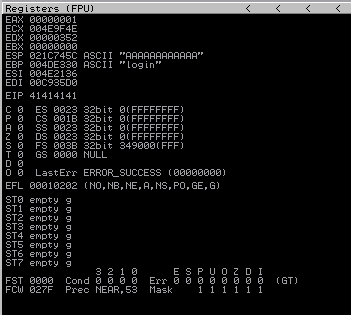 Registers (FPU) < < < <
EAX 00000001
ECX 004E9F4E
EDX 00000352
EBX 00000000
ESP 021C745C ASCII "AAAAAAAAAAAA"
EBP 004DE330 ASCII "login"
ESI 004E2136
EDI 00C935D0
EIP 41414141
C 0 ES 0023 32bit 0(FFFFFFFF)
P 0 CS 001B 32bit 0(FFFFFFFF)
A 0 SS 0023 32bit 0(FFFFFFFF)
Z 0 DS 0023 32bit 0(FFFFFFFF)
S 0 FS 003B 32bit 349000(FFF)
T 0 GS 0000 NULL
D 0
O 0 LastErr ERROR_SUCCESS (00000000)
EFL 00010202 (NO,NB,NE,A,NS,PO,GE,G)
ST0 empty g
ST1 empty g
ST2 empty g
ST3 empty g
ST4 empty g
ST5 empty g
ST6 empty g
ST7 empty g
3 2 1 0 E S P U O Z D I
FST 0000 Cond 0 0 0 0 Err 0 0 0 0 0 0 0 0 (GT)
FCW 027F Prec NEAR,53 Mask 1 1 1 1 1 1